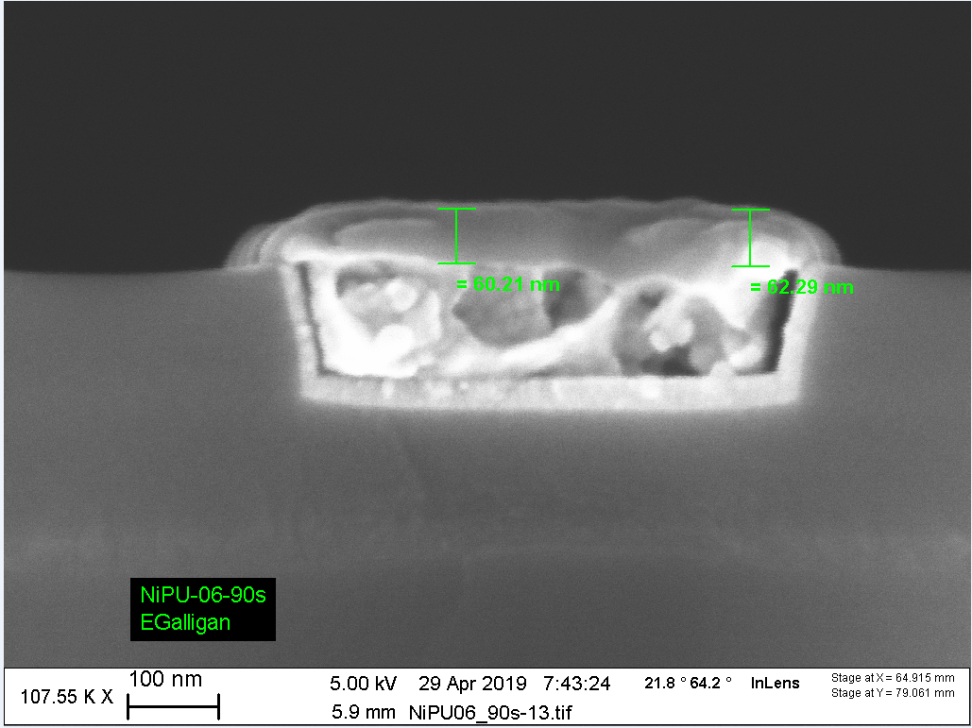 = 60.21 nm
= 62.29 nm
NiPU-06-90s
EGalligan
107.55 K X
100 nm
5.00 kV 29 Apr 2019 7:43:24 21.8 ° 64.2 ° InLens
5.9 mm NiPU06_90s-13.tif
Stage at X = 64.915 mm
Stage at Y = 79.061 mm